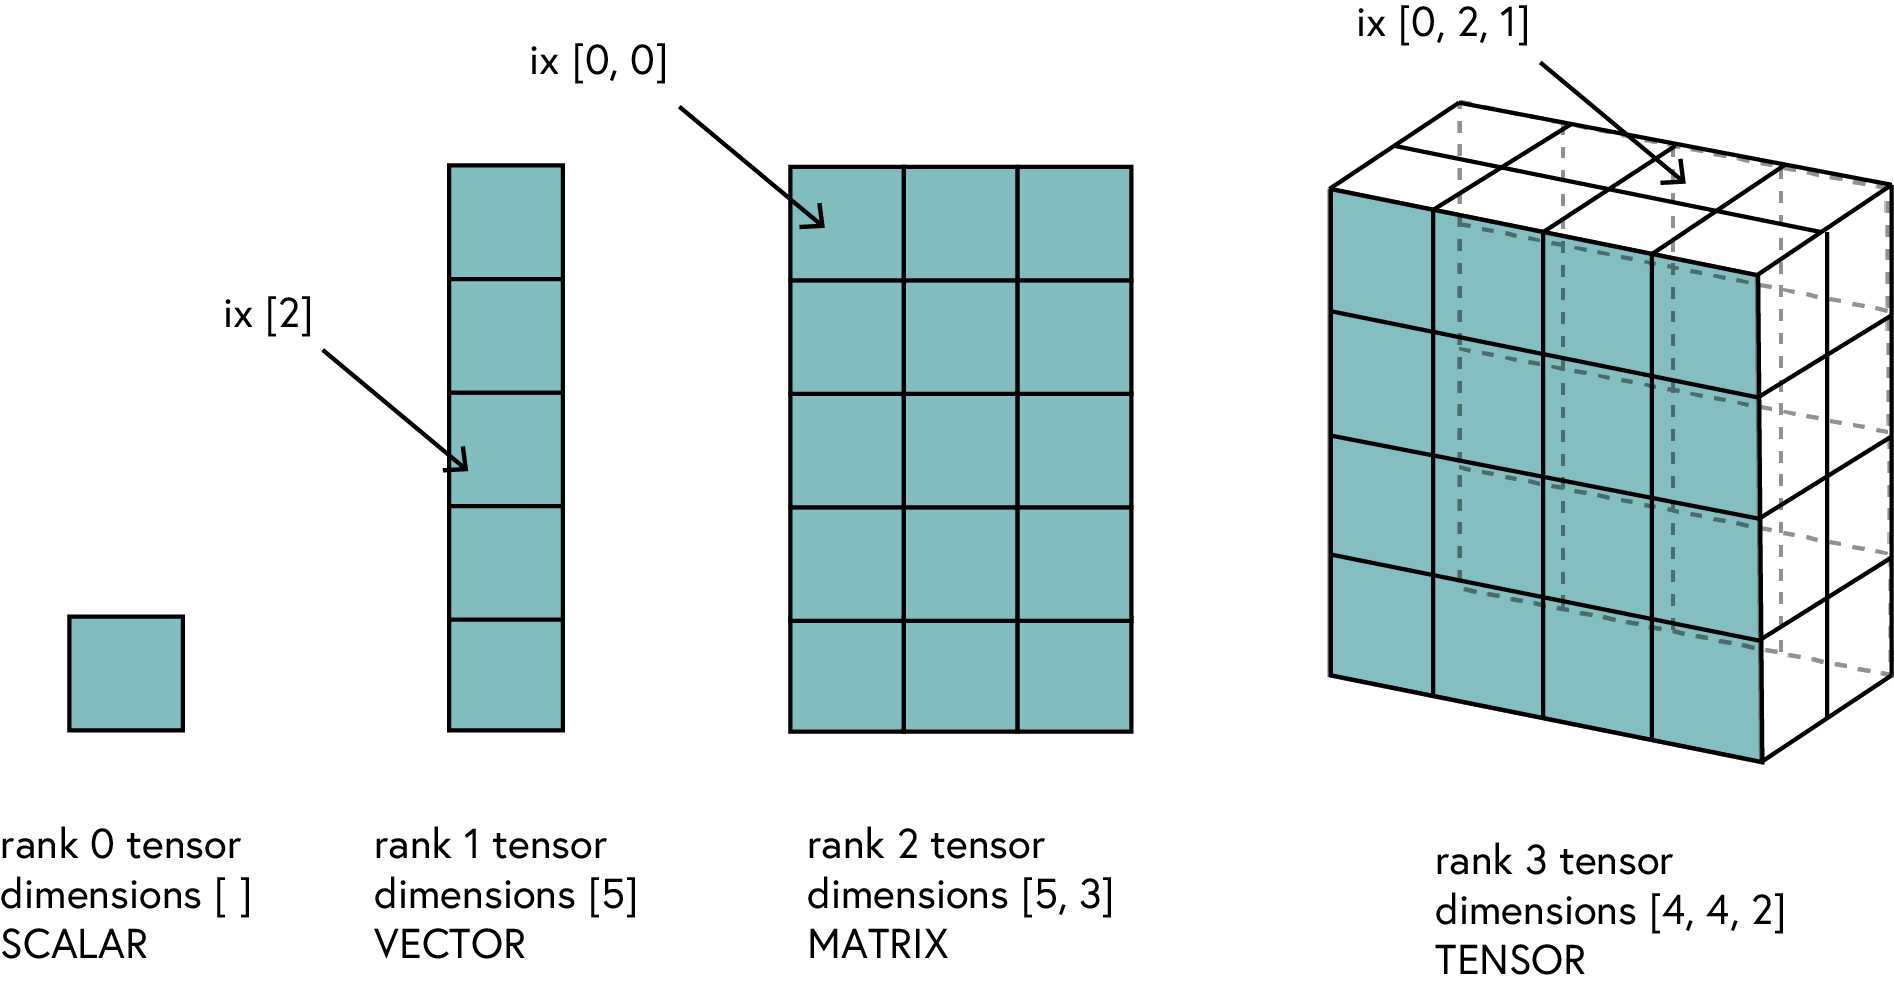 ix [0, 2, 1]
ix [0, 0]
ix [2]
rank 0 tensor
dimensions [ ]
SCALAR
rank 1 tensor
dimensions [5]
VECTOR
rank 2 tensor
dimensions [5, 3]
MATRIX
rank 3 tensor
dimensions [4, 4, 2]
TENSOR